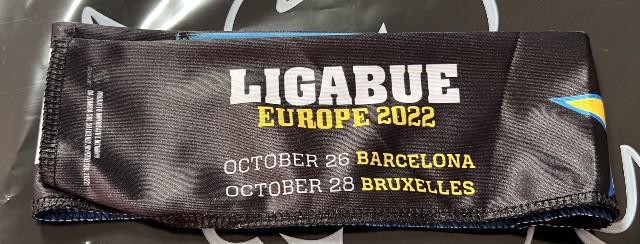 LIGABUE
EUROPE 2022
OCTOBER 26 BARCELONA
OCTOBER 28 BRUXELLES